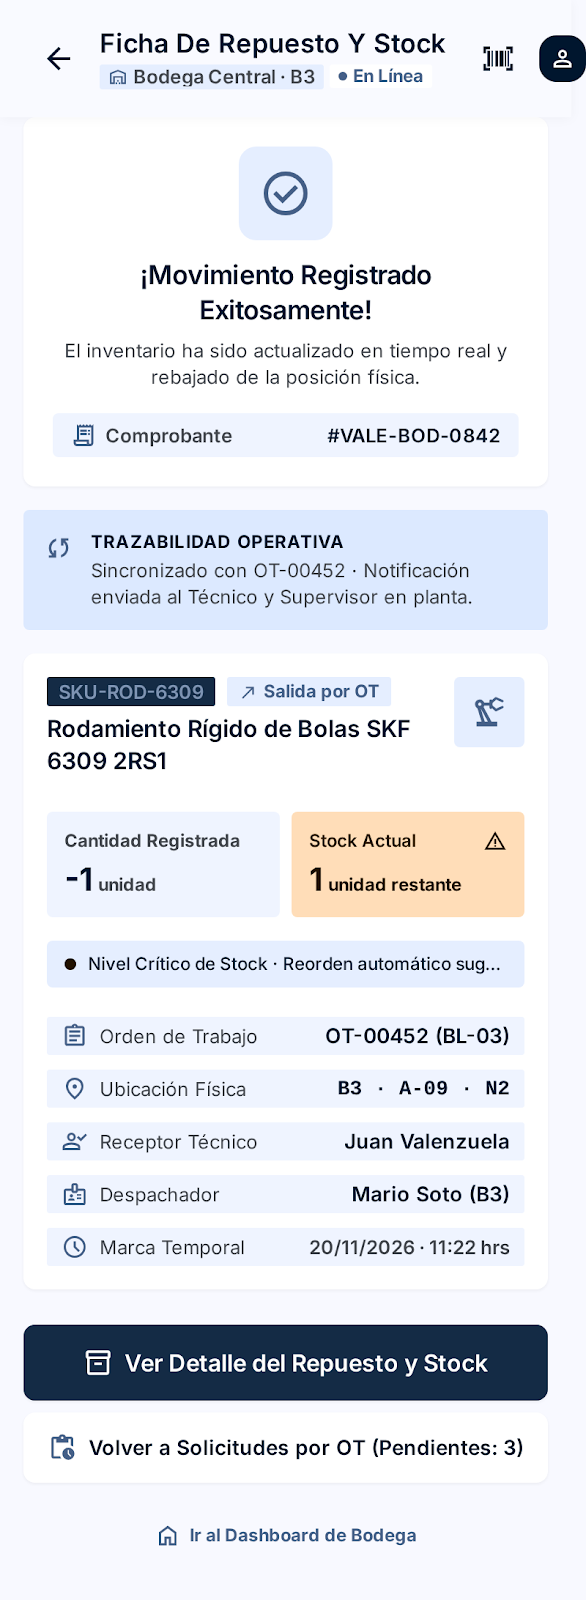 Ficha De Repuesto Y Stock
Bodega Central · B3
En Línea
¡Movimiento Registrado
Exitosamente!
El inventario ha sido actualizado en tiempo real y
rebajado de la posición física.
Comprobante
#VALE-BOD-0842
TRAZABILIDAD OPERATIVA
Sincronizado con OT-00452 · Notificación
enviada al Técnico y Supervisor en planta.
SKU-ROD-6309
Salida por OT
Rodamiento Rígido de Bolas SKF
6309 2RS1
Cantidad Registrada
-1 unidad
Stock Actual
1 unidad restante
Nivel Crítico de Stock · Reorden automático sug...
Orden de Trabajo
OT-00452 (BL-03)
Ubicación Física
B3 · A-09 · N2
Receptor Técnico
Juan Valenzuela
Despachador
Mario Soto (B3)
Marca Temporal
20/11/2026 · 11:22 hrs
Ver Detalle del Repuesto y Stock
Volver a Solicitudes por OT (Pendientes: 3)
Ir al Dashboard de Bodega